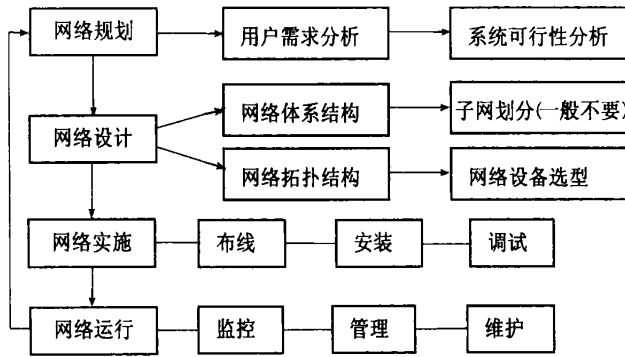 网络规划
用户需求分析
系统可行性分析
网络设计
网络体系结构
子网划分(一般不要)
网络拓扑结构
网络设备选型
网络实施
布线
安装
调试
网络运行
监控
管理
维护